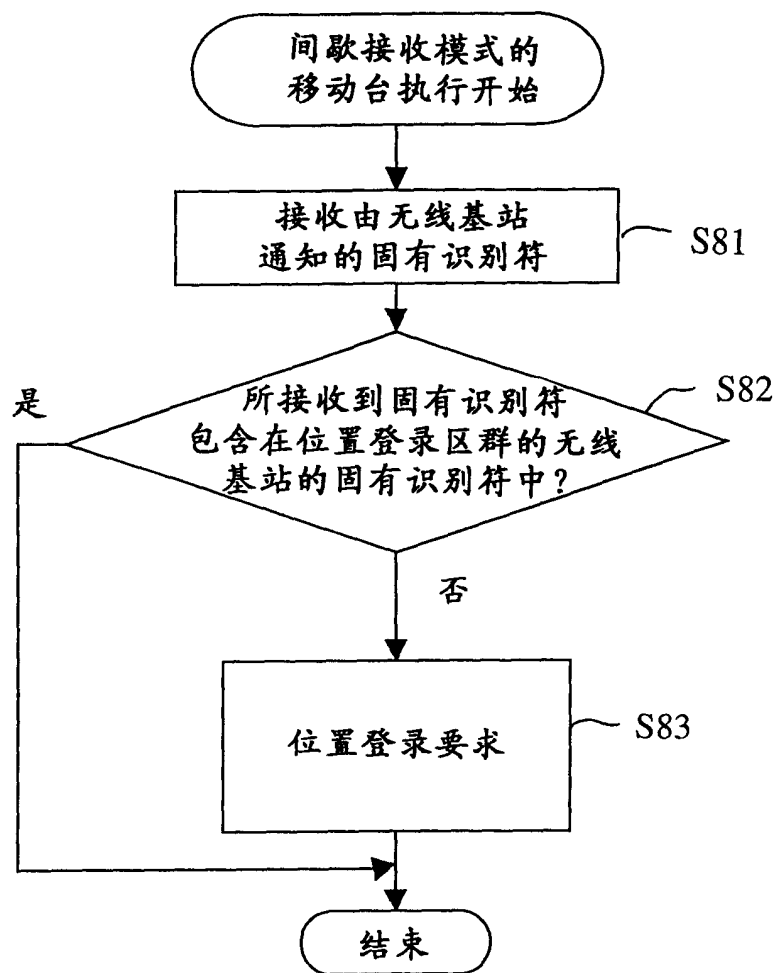 间歇接收模式的
移动台执行开始
接收由无线基站
通知的固有识别符
S81
是
所接收到固有识别符
包含在位置登录区群的无线
基站的固有识别符中?
S82
否
位置登录要求
S83
结束